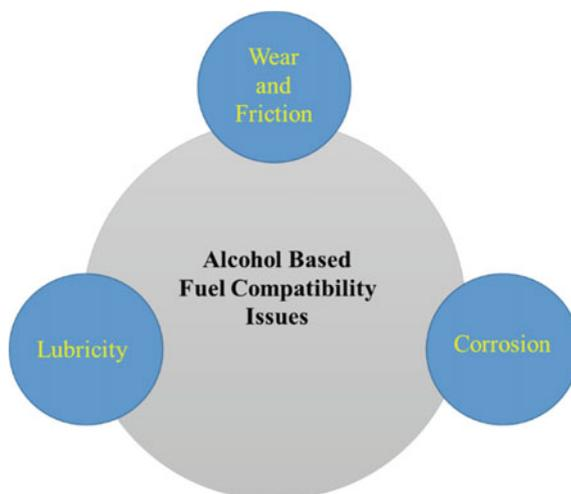 Wear
and
Friction
Alcohol Based
Fuel Compatibility
Issues
Lubricity
Corrosion